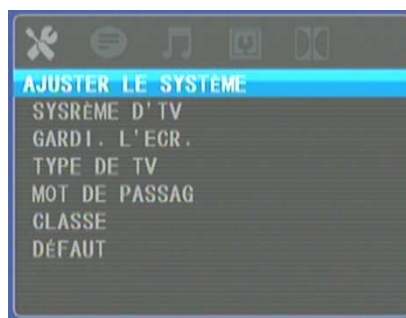 AJUSTER LE SYSTÈME
SYSRÈME D'TV
GARDI. L'ECR.
TYPE DE TV
MOT DE PASSAG
CLASSE
DÉFAUT